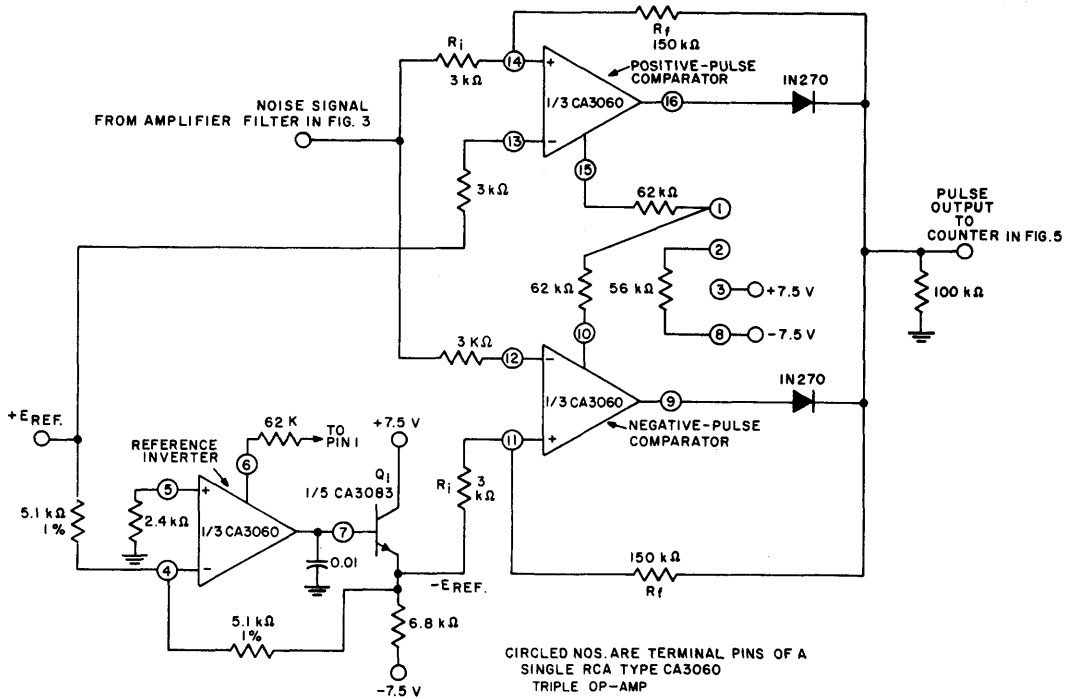 Rf
150 kΩ
Ri
3 kΩ
14
+
POSITIVE-PULSE
COMPARATOR
1/3 CA3060
16
1N270
NOISE SIGNAL
FROM AMPLIFIER FILTER IN FIG. 3
13
−
15
3 kΩ
62 kΩ
1
PULSE
OUTPUT
TO
COUNTER IN FIG.5
2
62 kΩ
56 kΩ
3
+7.5 V
100 kΩ
10
8
−7.5 V
3 KΩ
12
−
1N270
1/3 CA3060
9
+EREF.
62 K
TO
PIN 1
+7.5 V
11
+
NEGATIVE-PULSE
COMPARATOR
REFERENCE
INVERTER
6
Q1
1/5 CA3083
Ri
3
kΩ
5
+
5.1 kΩ
1%
2.4 kΩ
1/3 CA3060
7
0.01
150 kΩ
4
−
−EREF.
Rf
5.1 kΩ
1%
6.8 kΩ
−7.5 V
CIRCLED NOS. ARE TERMINAL PINS OF A
SINGLE RCA TYPE CA3060
TRIPLE OP-AMP